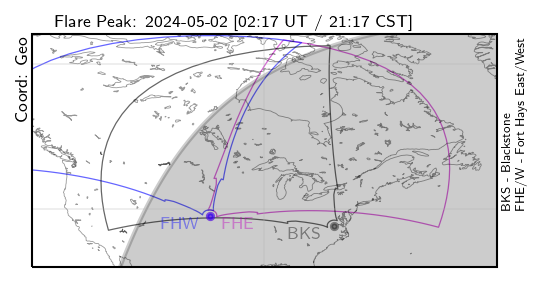 Flare Peak: 2024-05-02 [02:17 UT / 21:17 CST]
Coord: Geo
FHW
FHE
BKS
BKS - Blackstone
FHE/W - Fort Hays East/West